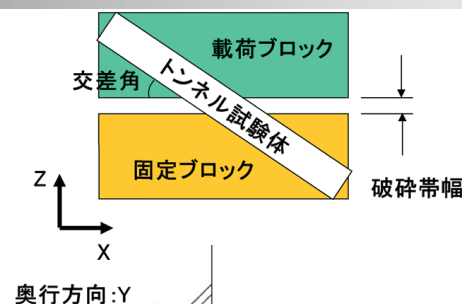 載荷ブロック
交差角
トンネル試験体
固定ブロック
破砕帯幅
Z
X
奥行方向:Y